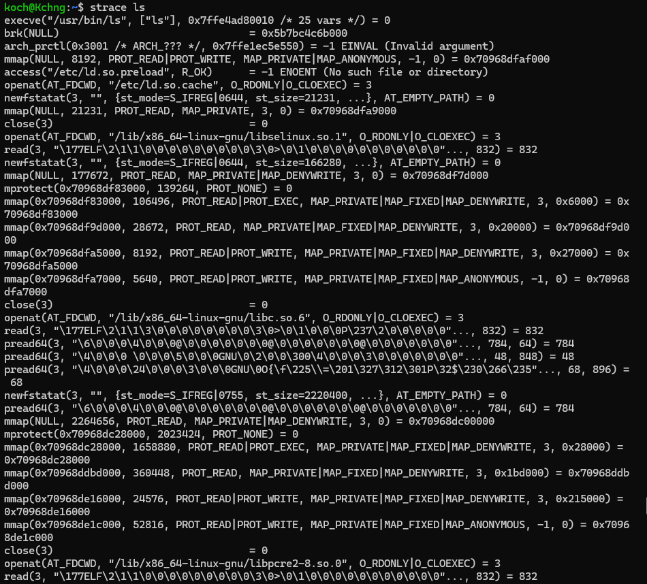 koch@Kchng:~$ strace ls
execve("/usr/bin/ls", ["ls"], 0x7ffe4ad80010 /* 25 vars */) = 0
brk(NULL)                               = 0x5b7bc4c6b000
arch_prctl(0x3001 /* ARCH_??? */, 0x7ffe1ec5e550) = -1 EINVAL (Invalid argument)
mmap(NULL, 8192, PROT_READ|PROT_WRITE, MAP_PRIVATE|MAP_ANONYMOUS, -1, 0) = 0x70968dfaf000
access("/etc/ld.so.preload", R_OK)      = -1 ENOENT (No such file or directory)
openat(AT_FDCWD, "/etc/ld.so.cache", O_RDONLY|O_CLOEXEC) = 3
newfstatat(3, "", {st_mode=S_IFREG|0644, st_size=21231, ...}, AT_EMPTY_PATH) = 0
mmap(NULL, 21231, PROT_READ, MAP_PRIVATE, 3, 0) = 0x70968dfa9000
close(3)                                = 0
openat(AT_FDCWD, "/lib/x86_64-linux-gnu/libselinux.so.1", O_RDONLY|O_CLOEXEC) = 3
read(3, "\177ELF\2\1\1\0\0\0\0\0\0\0\0\0\3\0>\0\1\0\0\0\0\0\0\0\0\0\0\0"..., 832) = 832
newfstatat(3, "", {st_mode=S_IFREG|0644, st_size=166280, ...}, AT_EMPTY_PATH) = 0
mmap(NULL, 177672, PROT_READ, MAP_PRIVATE|MAP_DENYWRITE, 3, 0) = 0x70968df7d000
mprotect(0x70968df83000, 139264, PROT_NONE) = 0
mmap(0x70968df83000, 106496, PROT_READ|PROT_EXEC, MAP_PRIVATE|MAP_FIXED|MAP_DENYWRITE, 3, 0x6000) = 0x
70968df83000
mmap(0x70968df9d000, 28672, PROT_READ, MAP_PRIVATE|MAP_FIXED|MAP_DENYWRITE, 3, 0x20000) = 0x70968df9d0
00
mmap(0x70968dfa5000, 8192, PROT_READ|PROT_WRITE, MAP_PRIVATE|MAP_FIXED|MAP_DENYWRITE, 3, 0x27000) = 0x
70968dfa5000
mmap(0x70968dfa7000, 5640, PROT_READ|PROT_WRITE, MAP_PRIVATE|MAP_FIXED|MAP_ANONYMOUS, -1, 0) = 0x70968
dfa7000
close(3)                                = 0
openat(AT_FDCWD, "/lib/x86_64-linux-gnu/libc.so.6", O_RDONLY|O_CLOEXEC) = 3
read(3, "\177ELF\2\1\1\3\0\0\0\0\0\0\0\0\3\0>\0\1\0\0\0P\237\2\0\0\0\0\0"..., 832) = 832
pread64(3, "\6\0\0\0\4\0\0\0@\0\0\0\0\0\0\0@\0\0\0\0\0\0\0@\0\0\0\0\0\0\0"..., 784, 64) = 784
pread64(3, "\4\0\0\0 \0\0\0\5\0\0\0GNU\0\2\0\0\300\4\0\0\0\3\0\0\0\0\0\0\0"..., 48, 848) = 48
pread64(3, "\4\0\0\0\24\0\0\0\3\0\0\0GNU\0O{\f\225\\=\201\327\312\301P\32$\230\266\235"..., 68, 896) =
 68
newfstatat(3, "", {st_mode=S_IFREG|0755, st_size=2220400, ...}, AT_EMPTY_PATH) = 0
pread64(3, "\6\0\0\0\4\0\0\0@\0\0\0\0\0\0\0@\0\0\0\0\0\0\0@\0\0\0\0\0\0\0"..., 784, 64) = 784
mmap(NULL, 2264656, PROT_READ, MAP_PRIVATE|MAP_DENYWRITE, 3, 0) = 0x70968dc00000
mprotect(0x70968dc28000, 2023424, PROT_NONE) = 0
mmap(0x70968dc28000, 1658880, PROT_READ|PROT_EXEC, MAP_PRIVATE|MAP_FIXED|MAP_DENYWRITE, 3, 0x28000) =
0x70968dc28000
mmap(0x70968ddbd000, 360448, PROT_READ, MAP_PRIVATE|MAP_FIXED|MAP_DENYWRITE, 3, 0x1bd000) = 0x70968ddb
d000
mmap(0x70968de16000, 24576, PROT_READ|PROT_WRITE, MAP_PRIVATE|MAP_FIXED|MAP_DENYWRITE, 3, 0x215000) =
0x70968de16000
mmap(0x70968de1c000, 52816, PROT_READ|PROT_WRITE, MAP_PRIVATE|MAP_FIXED|MAP_ANONYMOUS, -1, 0) = 0x7096
8de1c000
close(3)                                = 0
openat(AT_FDCWD, "/lib/x86_64-linux-gnu/libpcre2-8.so.0", O_RDONLY|O_CLOEXEC) = 3
read(3, "\177ELF\2\1\1\0\0\0\0\0\0\0\0\0\3\0>\0\1\0\0\0\0\0\0\0\0\0\0\0"..., 832) = 832